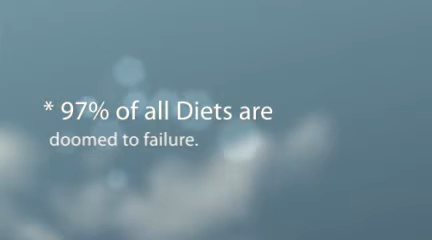 * 97% of all Diets are
doomed to failure.